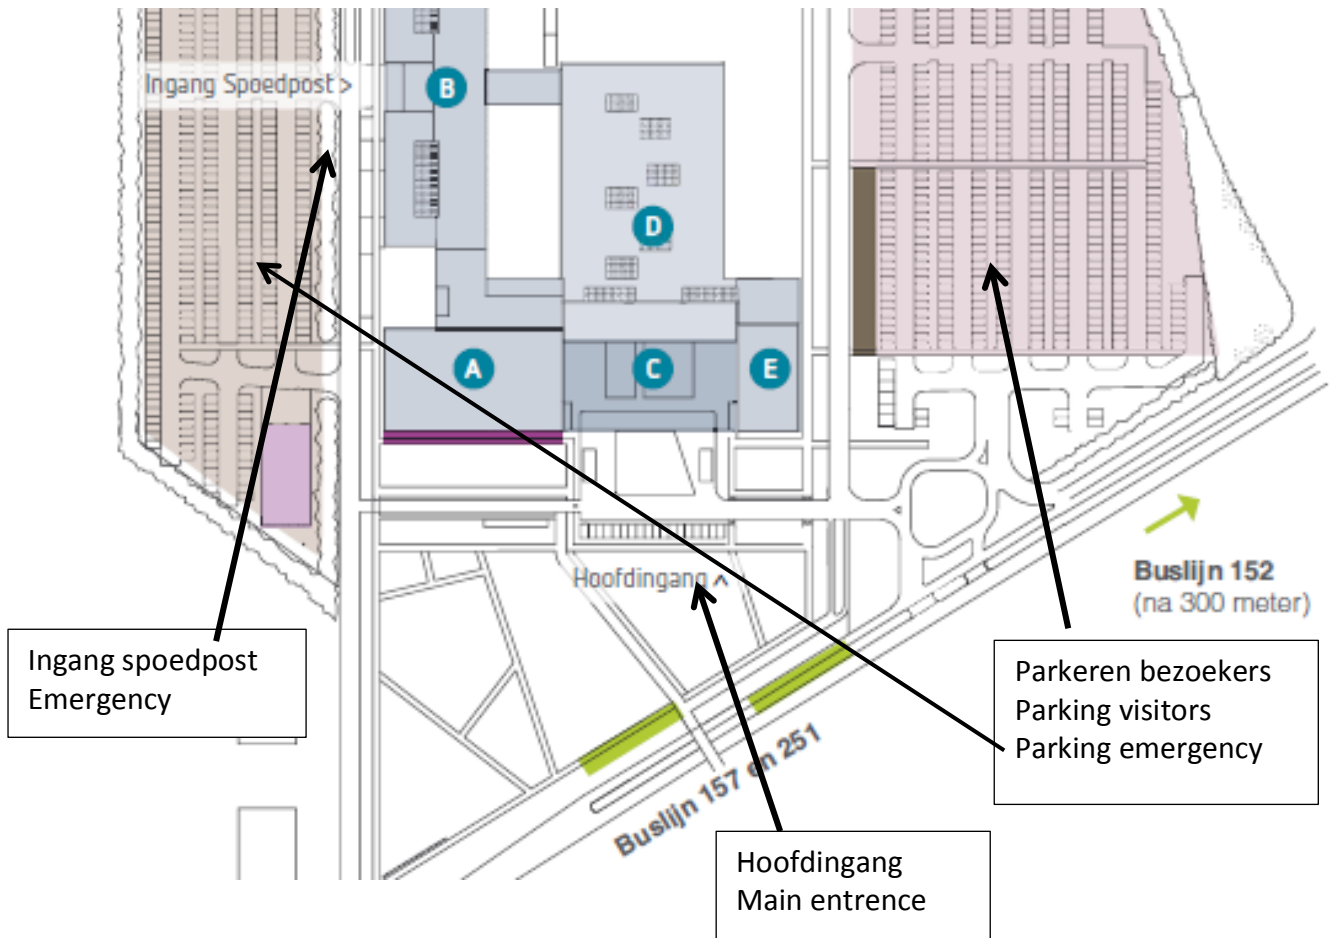 Ingang Spoedpost >
B
D
A
C
E
Hoofdingang ^
Buslijn 152
(na 300 meter)
Buslijn 157 en 251
Ingang spoedpost
Emergency
Parkeren bezoekers
Parking visitors
Parking emergency
Hoofdingang
Main entrence